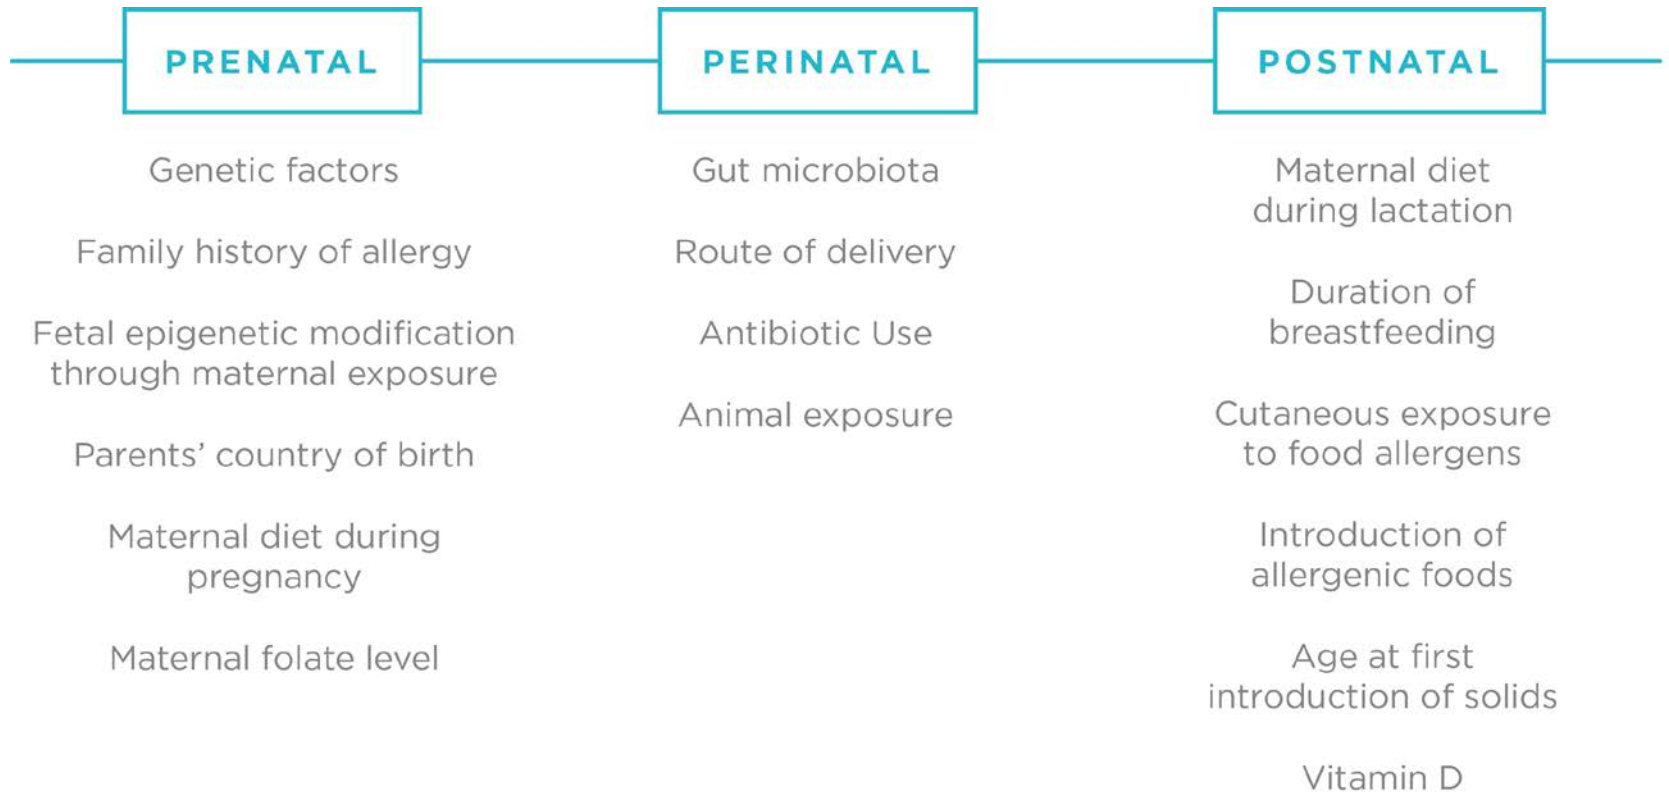 PRENATAL
Genetic factors
Family history of allergy
Fetal epigenetic modification
through maternal exposure
Parents’ country of birth
Maternal diet during
pregnancy
Maternal folate level
PERINATAL
Gut microbiota
Route of delivery
Antibiotic Use
Animal exposure
POSTNATAL
Maternal diet
during lactation
Duration of
breastfeeding
Cutaneous exposure
to food allergens
Introduction of
allergenic foods
Age at first
introduction of solids
Vitamin D